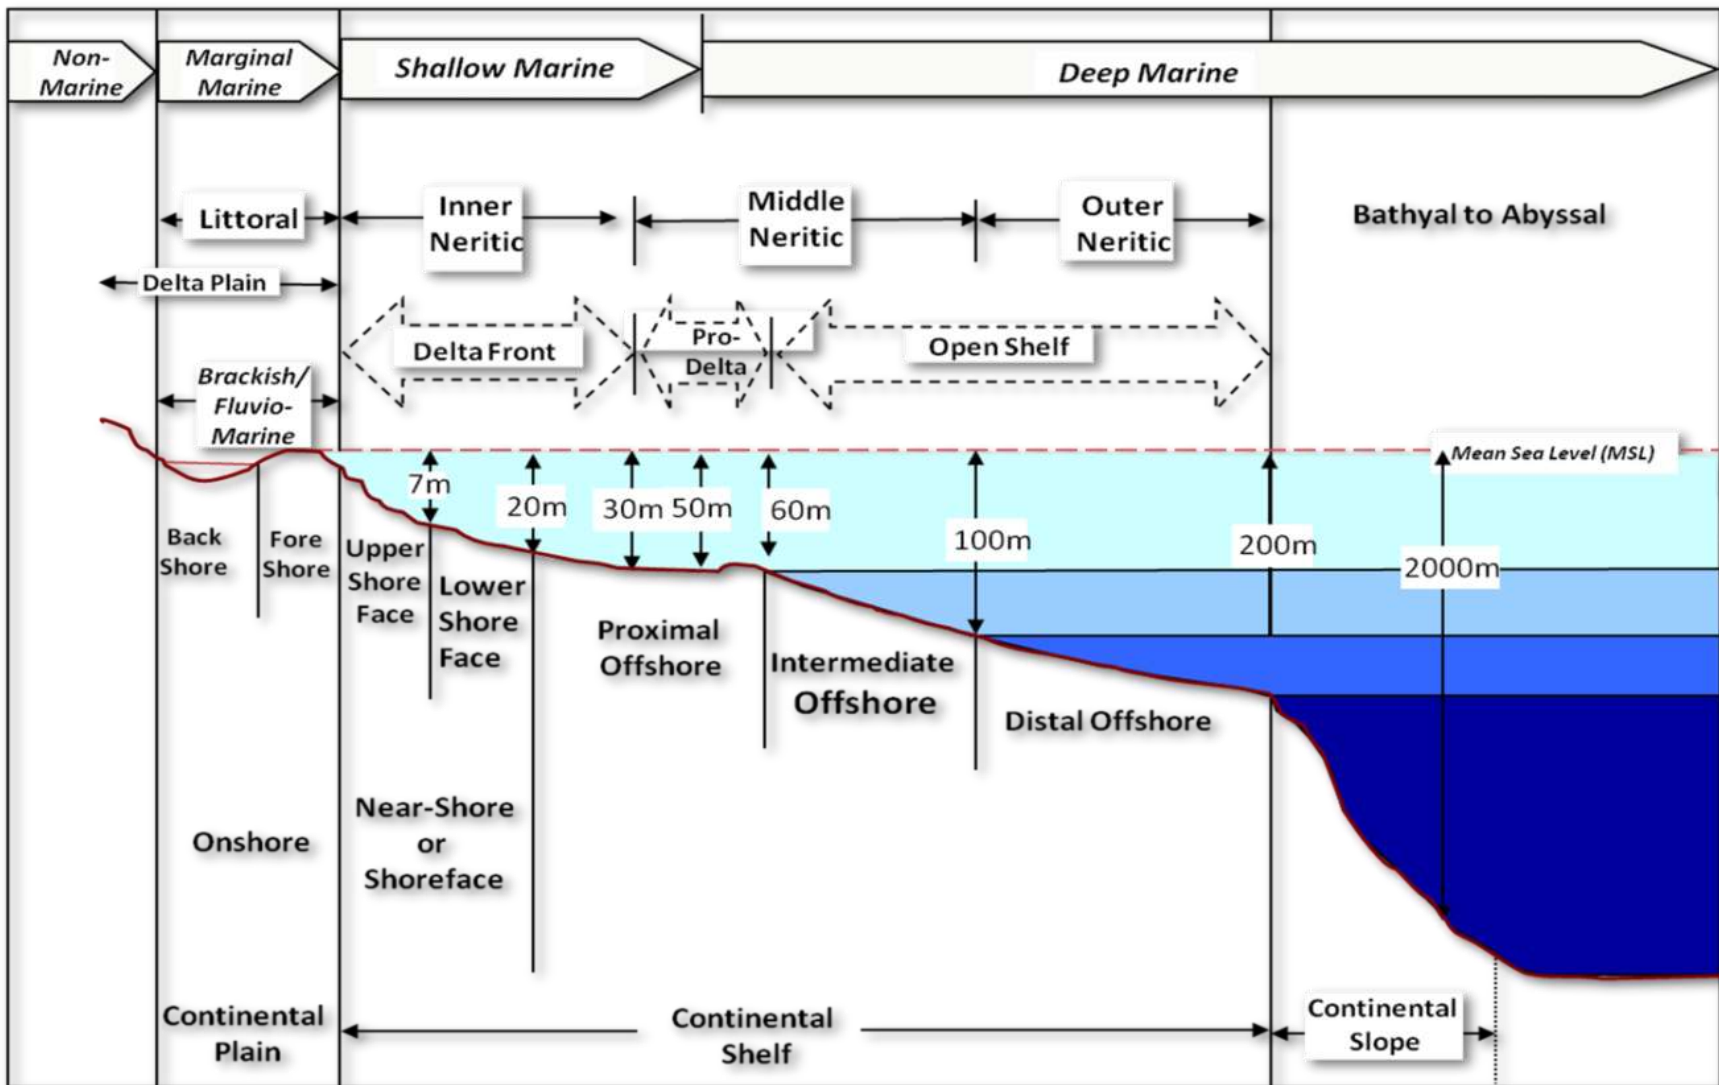 Non-
Marine
Marginal
Marine
Shallow Marine
Deep Marine
Littoral
Inner
Neritic
Middle
Neritic
Outer
Neritic
Bathyal to Abyssal
Delta Plain
Delta Front
Pro-
Delta
Open Shelf
Brackish/
Fluvio-
Marine
Mean Sea Level (MSL)
7m
20m
30m
50m
60m
100m
200m
2000m
Back
Shore
Fore
Shore
Upper
Shore
Face
Lower
Shore
Face
Proximal
Offshore
Intermediate
Offshore
Distal Offshore
Onshore
Near-Shore
or
Shoreface
Continental
Plain
Continental
Shelf
Continental
Slope